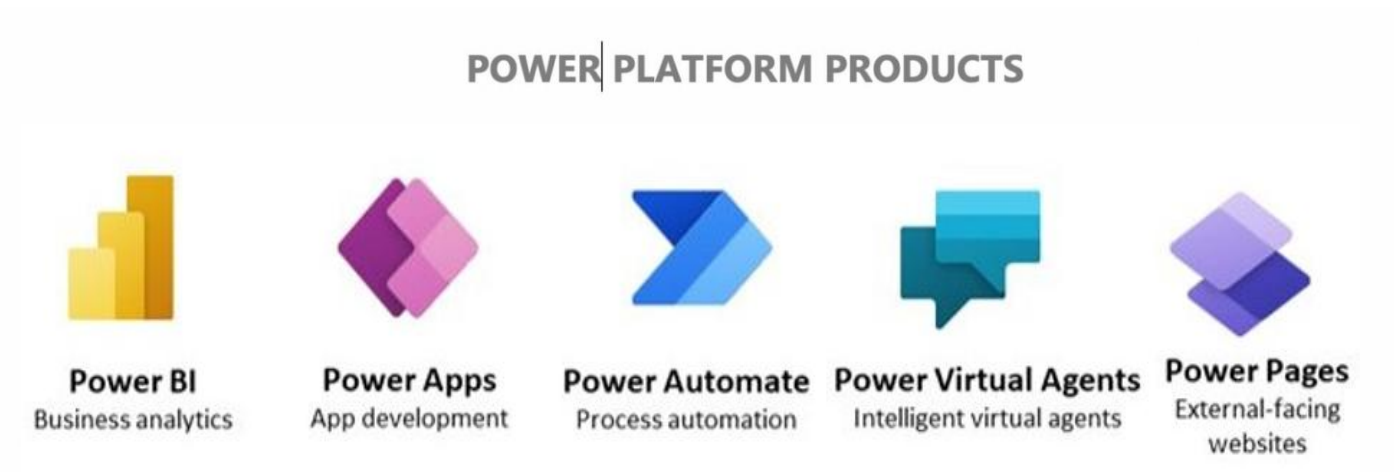 POWER PLATFORM PRODUCTS
Power BI
Business analytics
Power Apps
App development
Power Automate
Process automation
Power Virtual Agents
Intelligent virtual agents
Power Pages
External-facing
websites